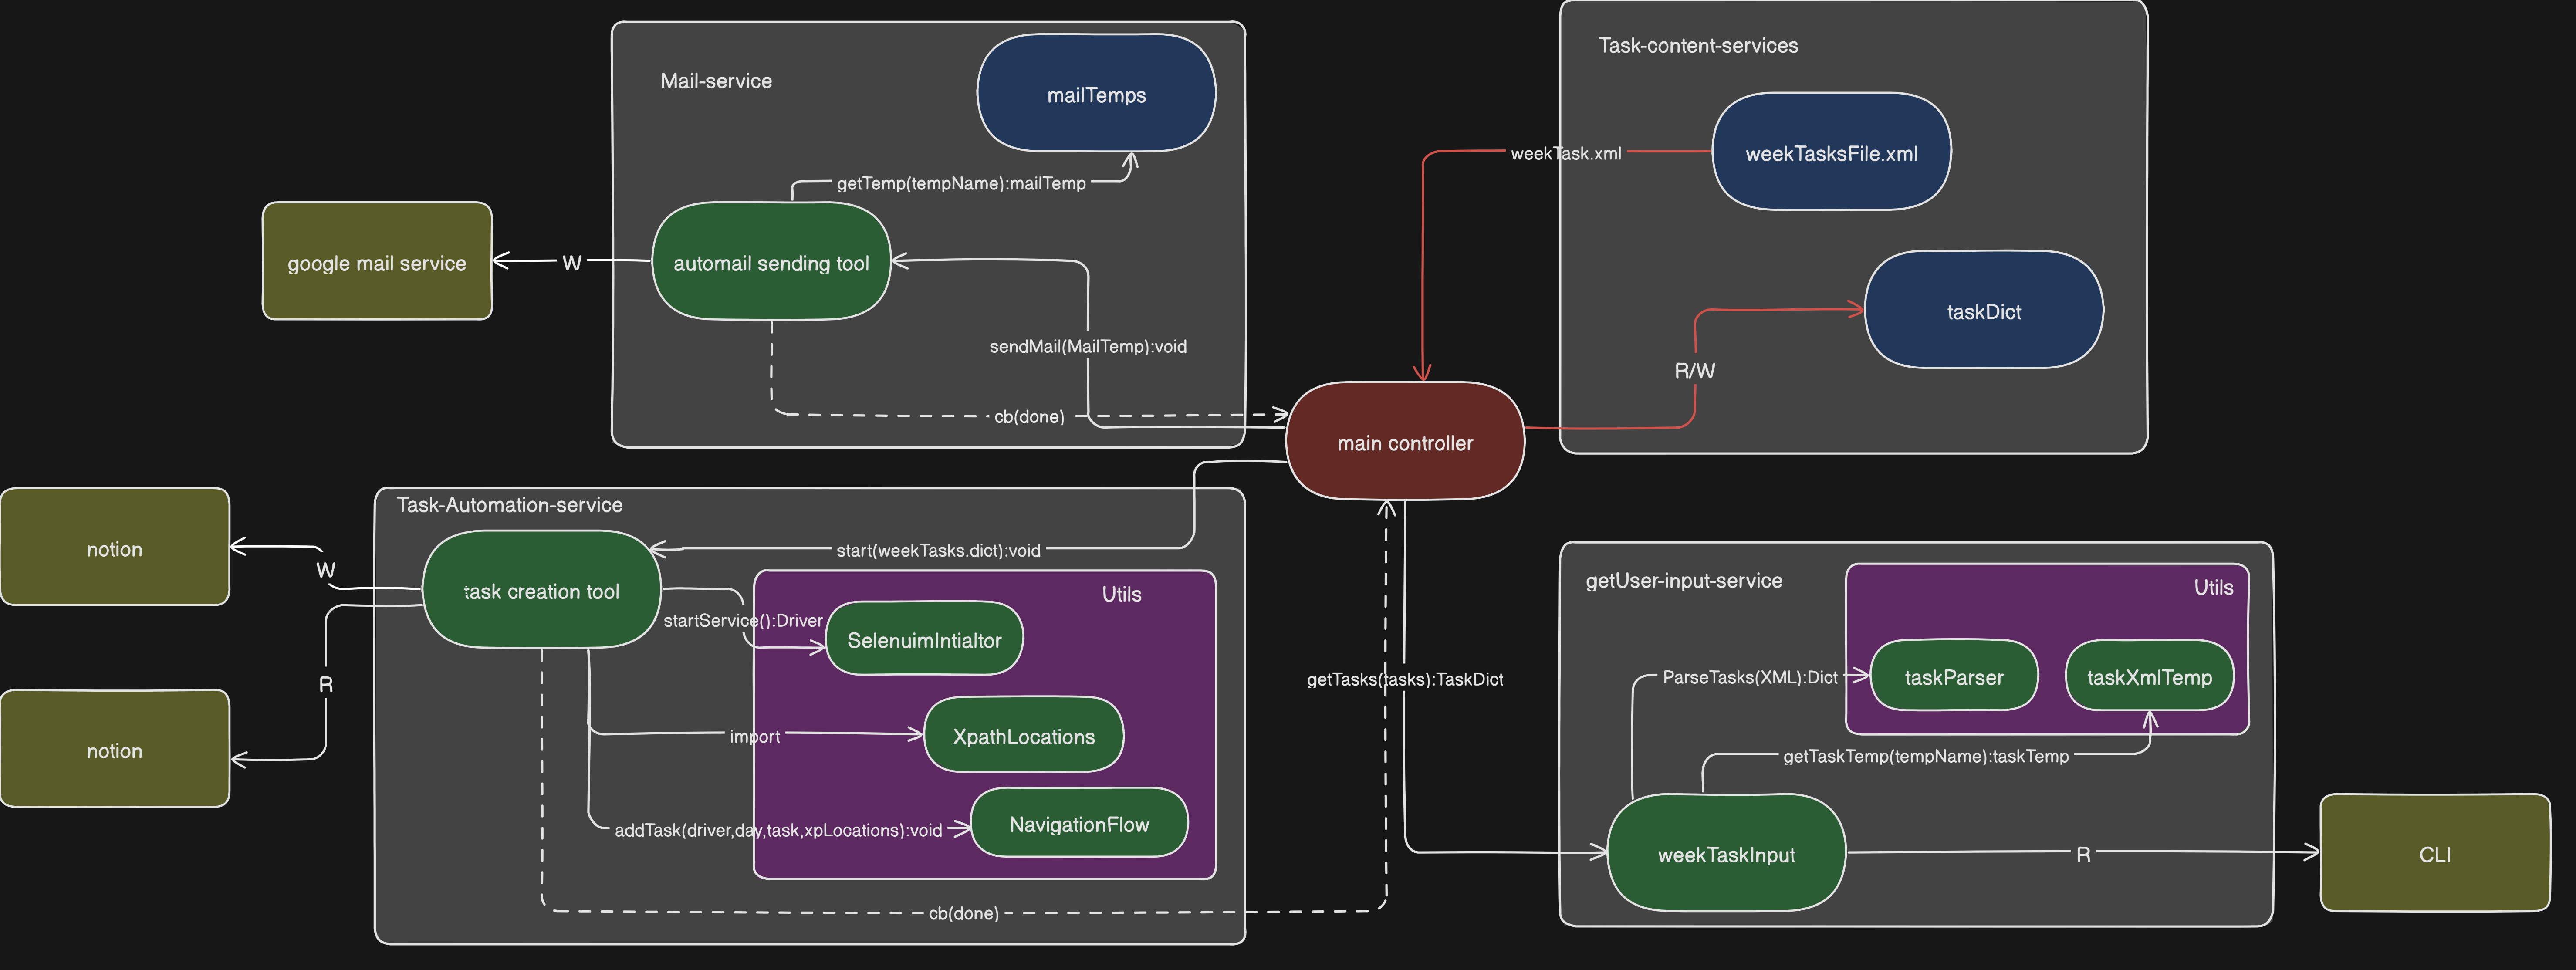 Task-content-services
Mail-service
mailTemps
weekTask.xml
weekTasksFile.xml
getTemp(tempName):mailTemp
google mail service
W
automail sending tool
taskDict
sendMail(MailTemp):void
R/W
cb(done)
main controller
Task-Automation-service
notion
W
start(weekTasks.dict):void
task creation tool
Utils
startService():Driver
SelenuimIntialtor
R
notion
import
XpathLocations
addTask(driver,day,task,xpLocations):void
NavigationFlow
cb(done)
getTasks(tasks):TaskDict
getUser-input-service
Utils
ParseTasks(XML):Dict
taskParser
taskXmlTemp
getTaskTemp(tempName):taskTemp
weekTaskInput
R
CLI